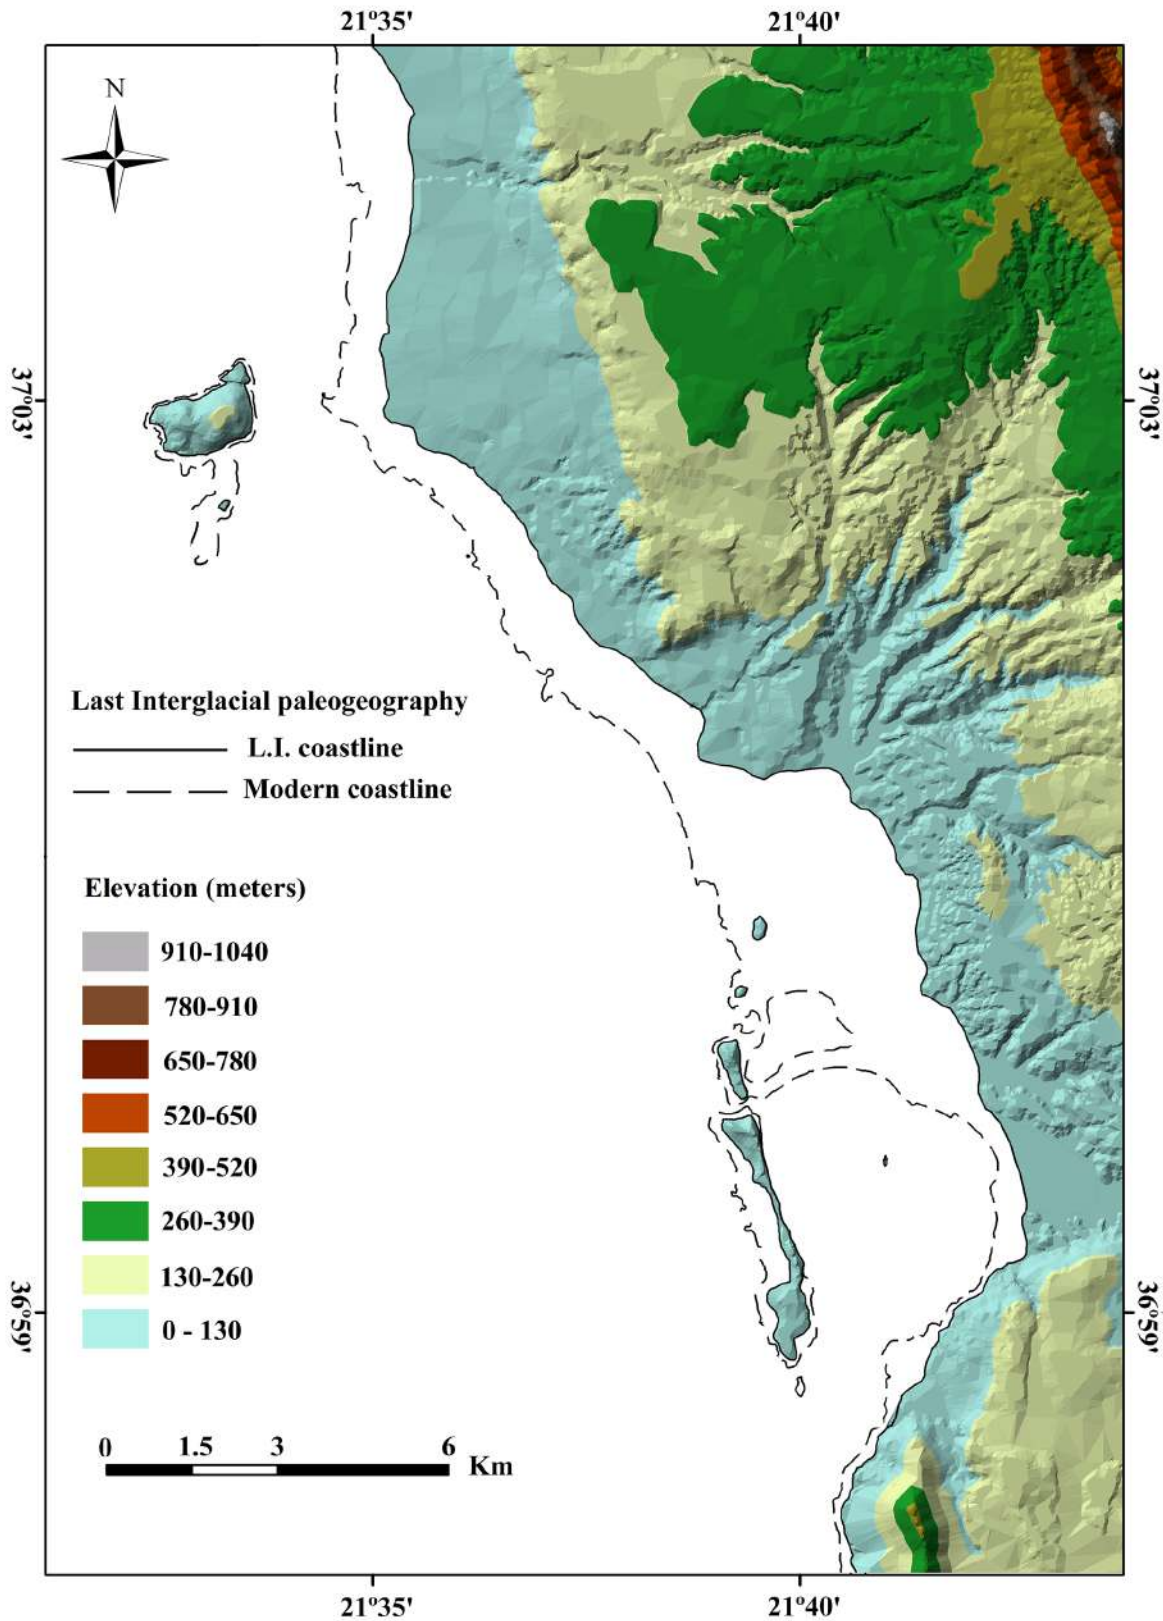 21°35'
21°40'
N
37°03'
37°03'
Last Interglacial paleogeography
L.I. coastline
Modern coastline
Elevation (meters)
910-1040
780-910
650-780
520-650
390-520
260-390
130-260
0 - 130
36°59'
36°59'
0 1.5 3 6
Km
21°35'
21°40'